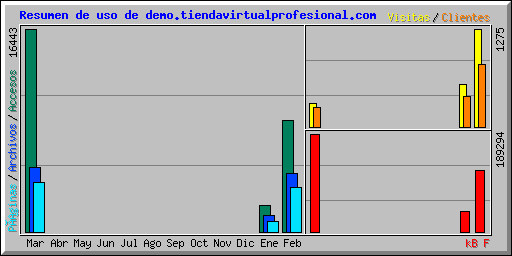 Resumen de uso de demo.tiendavirtualprofesional.com
Visitas/Clientes
16443
Pàginas/Archivos/Accesos
1275
189294
Mar Abr May Jun Jul Ago Sep Oct Nov Dic Ene Feb
kB F